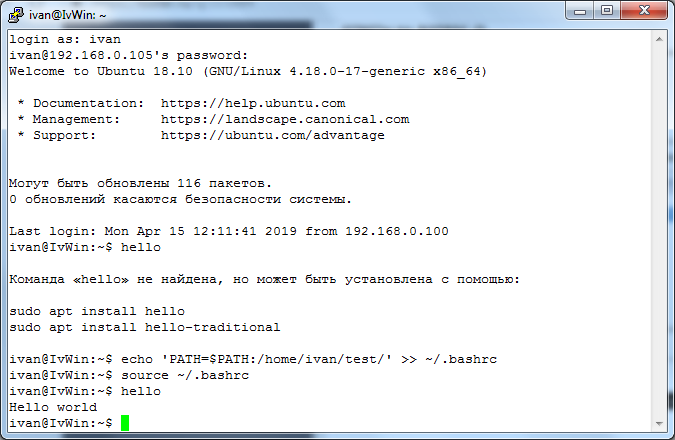 ivan@IvWin: ~
login as: ivan
ivan@192.168.0.105's password:
Welcome to Ubuntu 18.10 (GNU/Linux 4.18.0-17-generic x86_64)
* Documentation:  https://help.ubuntu.com
* Management:     https://landscape.canonical.com
* Support:        https://ubuntu.com/advantage
Могут быть обновлены 116 пакетов.
0 обновлений касаются безопасности системы.
Last login: Mon Apr 15 12:11:41 2019 from 192.168.0.100
ivan@IvWin:~$ hello
Команда «hello» не найдена, но может быть установлена с помощью:
sudo apt install hello
sudo apt install hello-traditional
ivan@IvWin:~$ echo 'PATH=$PATH:/home/ivan/test/' >> ~/.bashrc
ivan@IvWin:~$ source ~/.bashrc
ivan@IvWin:~$ hello
Hello world
ivan@IvWin:~$